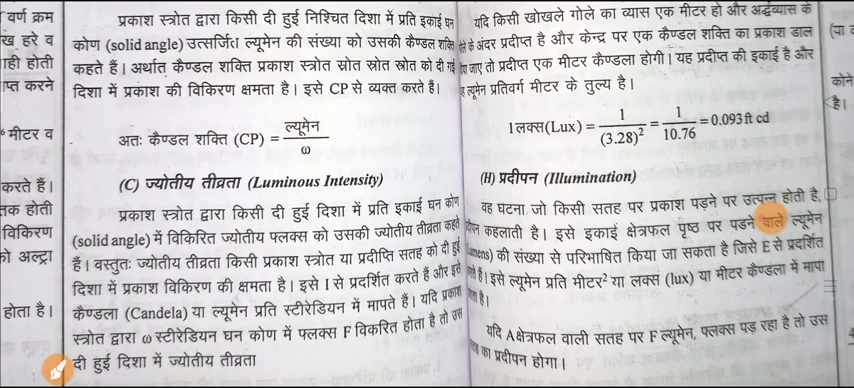 वर्ण क्रम
ख हरे व
ाही होती
प्त करने
मीटर व
करते हैं।
तक होती
विकिरण
को अल्ट्रा
होता है।
प्रकाश स्त्रोत द्वारा किसी दी हुई निश्चित दिशा में प्रति इकाई घन
कोण (solid angle) उत्सर्जित ल्यूमेन की संख्या को उसकी कैण्डल शक्ति
कहते हैं। अर्थात् कैण्डल शक्ति प्रकाश स्त्रोत स्रोत स्त्रोत स्त्रोत को दी गई
दिशा में प्रकाश की विकिरण क्षमता है। इसे CP से व्यक्त करते हैं।
अतः कैण्डल शक्ति (CP) = ल्यूमेन / ω
(C) ज्योतीय तीव्रता (Luminous Intensity)
प्रकाश स्त्रोत द्वारा किसी दी हुई दिशा में प्रति इकाई घन कोण
(solid angle) में विकिरित ज्योतीय फ्लक्स को उसकी ज्योतीय तीव्रता कहते
हैं। वस्तुतः ज्योतीय तीव्रता किसी प्रकाश स्त्रोत या प्रदीप्ति सतह को दी हुई
दिशा में प्रकाश विकिरण की क्षमता है। इसे I से प्रदर्शित करते हैं और इसे
कैण्डला (Candela) या ल्यूमेन प्रति स्टीरेडियन में मापते हैं। यदि प्रकाश
स्त्रोत द्वारा ω स्टीरेडियन घन कोण में फ्लक्स F विकरित होता है तो उस
दी हुई दिशा में ज्योतीय तीव्रता
यदि किसी खोखले गोले का व्यास एक मीटर हो और अर्द्धव्यास के
के अंदर प्रदीप्त है और केन्द्र पर एक कैण्डल शक्ति का प्रकाश डाल
जाए तो प्रदीप्त एक मीटर कैण्डला होगी। यह प्रदीप्त की इकाई है और
ल्यूमेन प्रतिवर्ग मीटर के तुल्य है।
1 लक्स(Lux) = 1 / (3.28)² = 1 / 10.76 = 0.093 ft cd
(H) प्रदीपन (Illumination)
वह घटना जो किसी सतह पर प्रकाश पड़ने पर उत्पन्न होती है,
कहलाती है। इसे इकाई क्षेत्रफल पृष्ठ पर पडने वाले ल्यूमेन
(lumens) की संख्या से परिभाषित किया जा सकता है जिसे E से प्रदर्शित
हैं। इसे ल्यूमेन प्रति मीटर² या लक्स (lux) या मीटर कैण्डला में मापा
है।
यदि A क्षेत्रफल वाली सतह पर F ल्यूमेन, फ्लक्स पड़ रहा है तो उस
का प्रदीपन होगा।
(या
कोने
है।